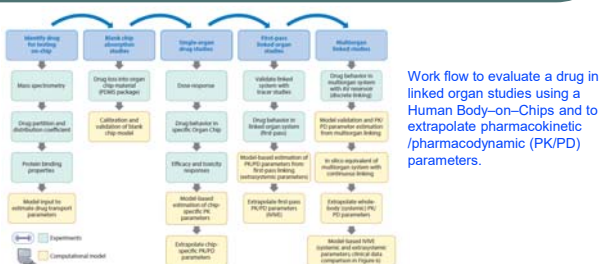 Identify drug
for testing
on-chip
Blank chip
absorption
studies
Single-organ
drug studies
First-pass
linked organ
studies
Multiorgan
linked studies
Mass spectrometry
Drug partition and
distribution coefficient
Protein binding
properties
Model input to
estimate drug transport
parameters
Drug loss into organ
chip material
(PDMS package)
Calibration and
validation of blank
chip model
Dose-response
Drug behavior in
specific Organ Chip
Efficacy and toxicity
responses
Model-based
estimation of chip-
specific PK
parameters
Extrapolate chip-
specific PK/PD
parameters
Validate linked
system with
tracer studies
Drug behavior in
linked organ system
(first pass)
Model-based estimation of
PK/PD parameters from
first-pass linking
(extrasystemic parameters)
Extrapolate first-pass
PK/PD parameters
(IVIVE)
Drug behavior in
multiorgan system
with AV reservoir
(discrete linking)
Model validation and PK/
PD parameter estimation
from multiorgan linking
In silico equivalent of
multiorgan system with
continuous linking
Extrapolate whole-
body (systemic) PK/
PD parameters
Model-based IVIVE
(systemic and extrasystemic
parameters; clinical data
comparison in Figure 6)
Experiments
Computational model
Work flow to evaluate a drug in
linked organ studies using a
Human Body–on–Chips and to
extrapolate pharmacokinetic
/pharmacodynamic (PK/PD)
parameters.